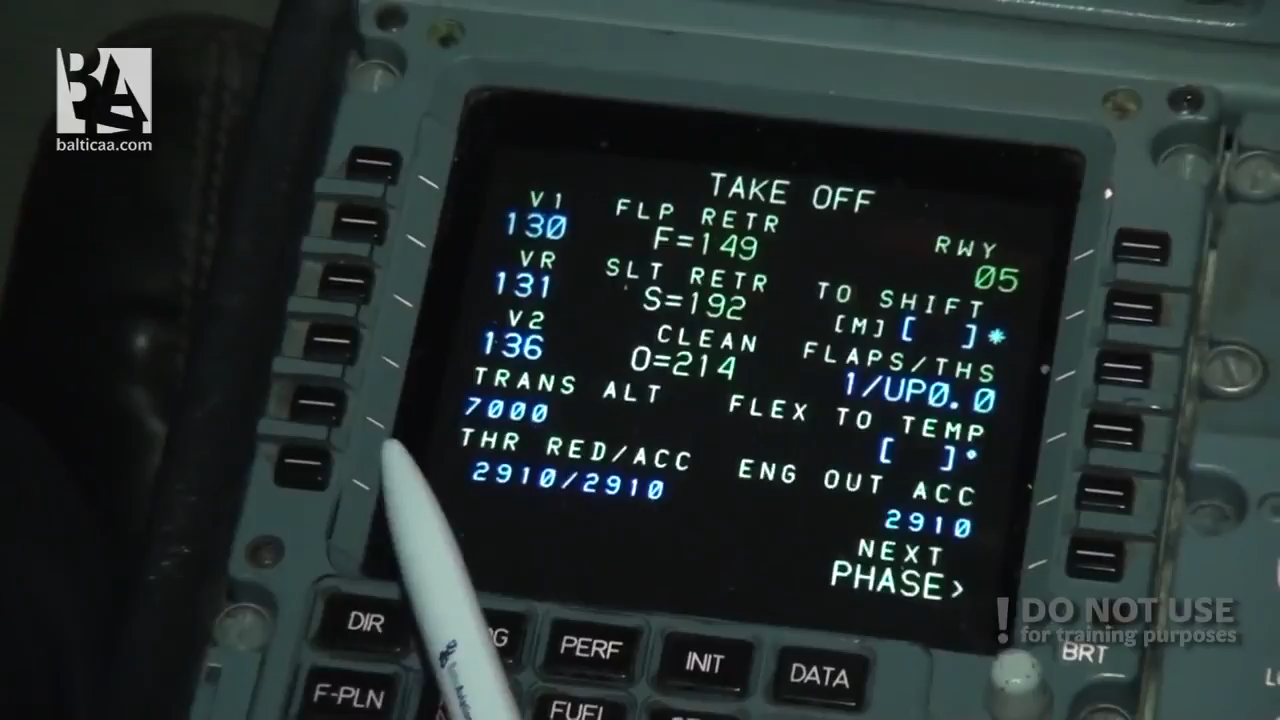 BA
balticaa.com
TAKE OFF
V1 FLP RETR RWY
130 F=149 05
VR SLT RETR TO SHIFT
131 S=192 [M][ ]*
V2 CLEAN FLAPS/THS
136 O=214 1/UP0.0
TRANS ALT FLEX TO TEMP
7000 [ ]°
THR RED/ACC ENG OUT ACC
2910/2910 2910
NEXT
PHASE>
! DO NOT USE
for training purposes
BRT
DIR PERF INIT DATA
F-PLN FUEL